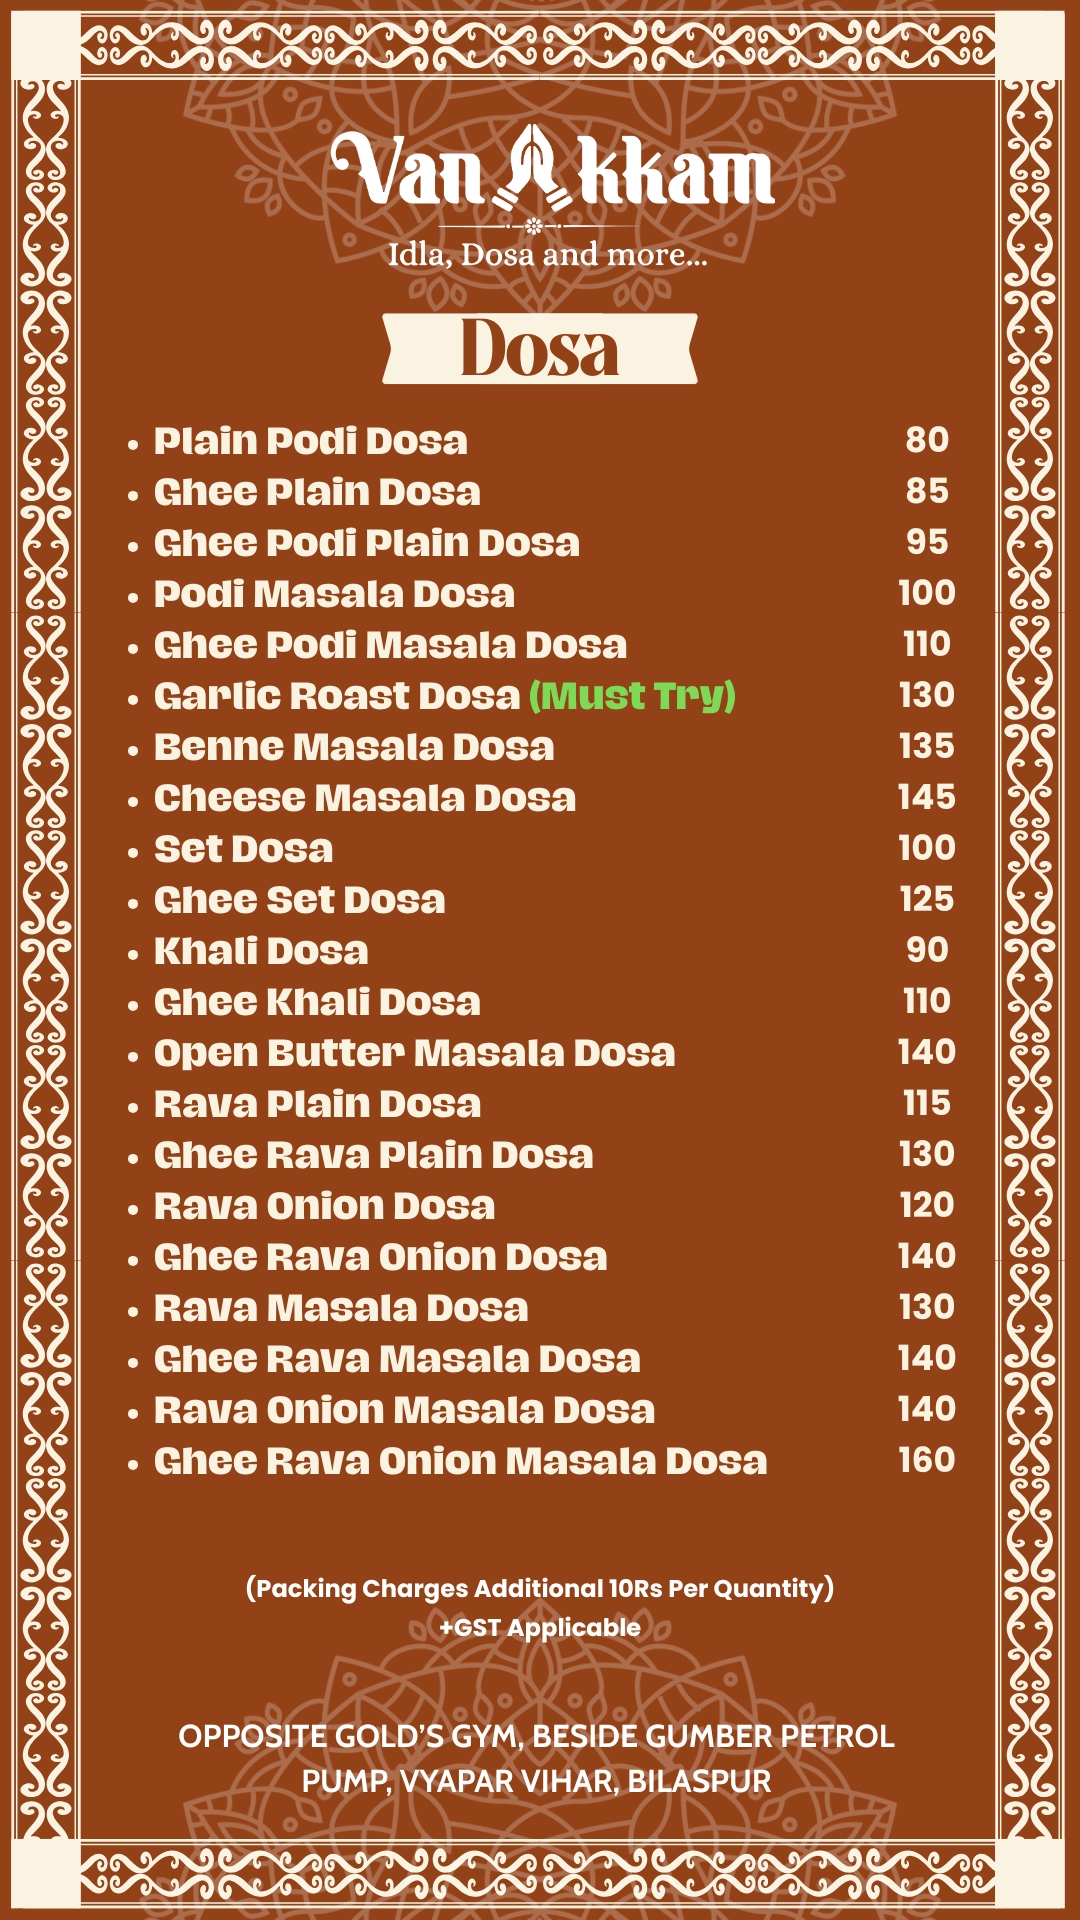 Vanakkam
Idla, Dosa and more...
Dosa
• Plain Podi Dosa 80
• Ghee Plain Dosa 85
• Ghee Podi Plain Dosa 95
• Podi Masala Dosa 100
• Ghee Podi Masala Dosa 110
• Garlic Roast Dosa (Must Try) 130
• Benne Masala Dosa 135
• Cheese Masala Dosa 145
• Set Dosa 100
• Ghee Set Dosa 125
• Khali Dosa 90
• Ghee Khali Dosa 110
• Open Butter Masala Dosa 140
• Rava Plain Dosa 115
• Ghee Rava Plain Dosa 130
• Rava Onion Dosa 120
• Ghee Rava Onion Dosa 140
• Rava Masala Dosa 130
• Ghee Rava Masala Dosa 140
• Rava Onion Masala Dosa 140
• Ghee Rava Onion Masala Dosa 160
(Packing Charges Additional 10Rs Per Quantity)
+GST Applicable
OPPOSITE GOLD'S GYM, BESIDE GUMBER PETROL
PUMP, VYAPAR VIHAR, BILASPUR